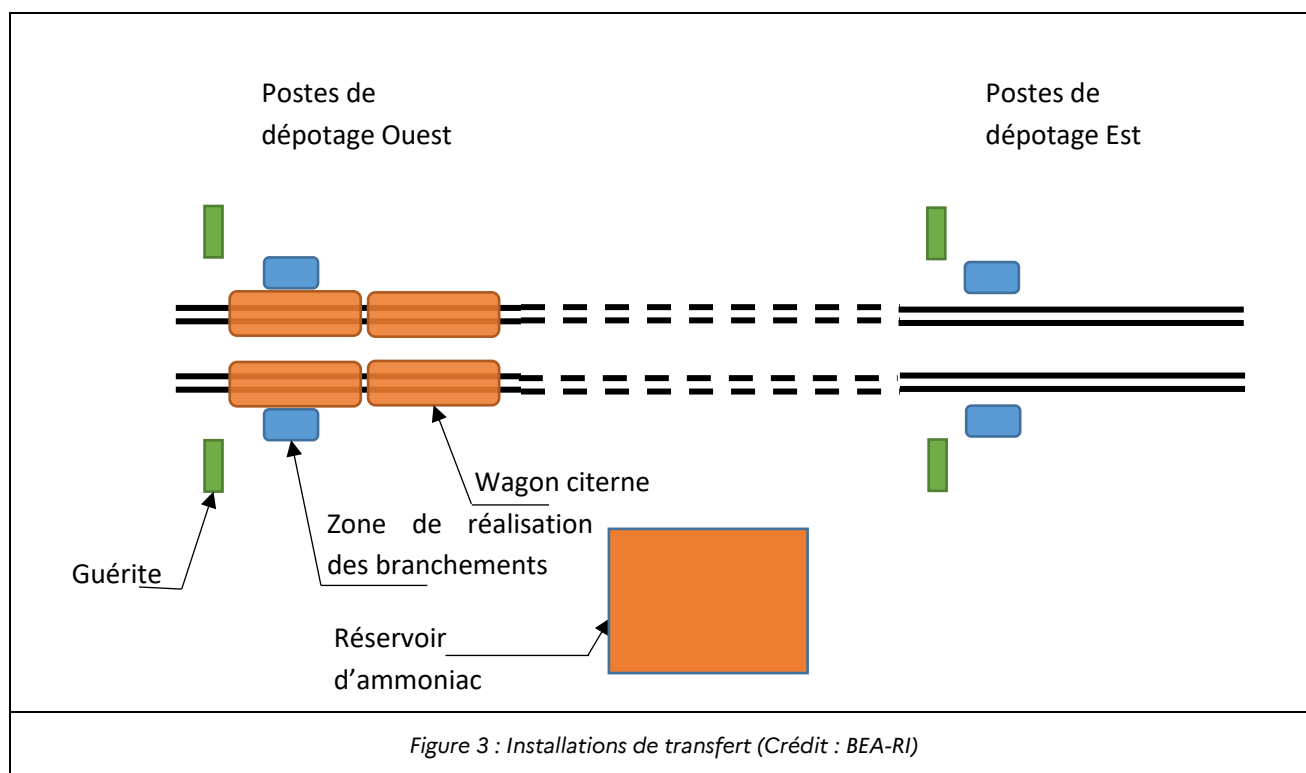 Postes de
dépotage Ouest
Postes de
dépotage Est
Wagon citerne
Zone de réalisation
des branchements
Guérite
Réservoir
d’ammoniac
Figure 3 : Installations de transfert (Crédit : BEA-RI)